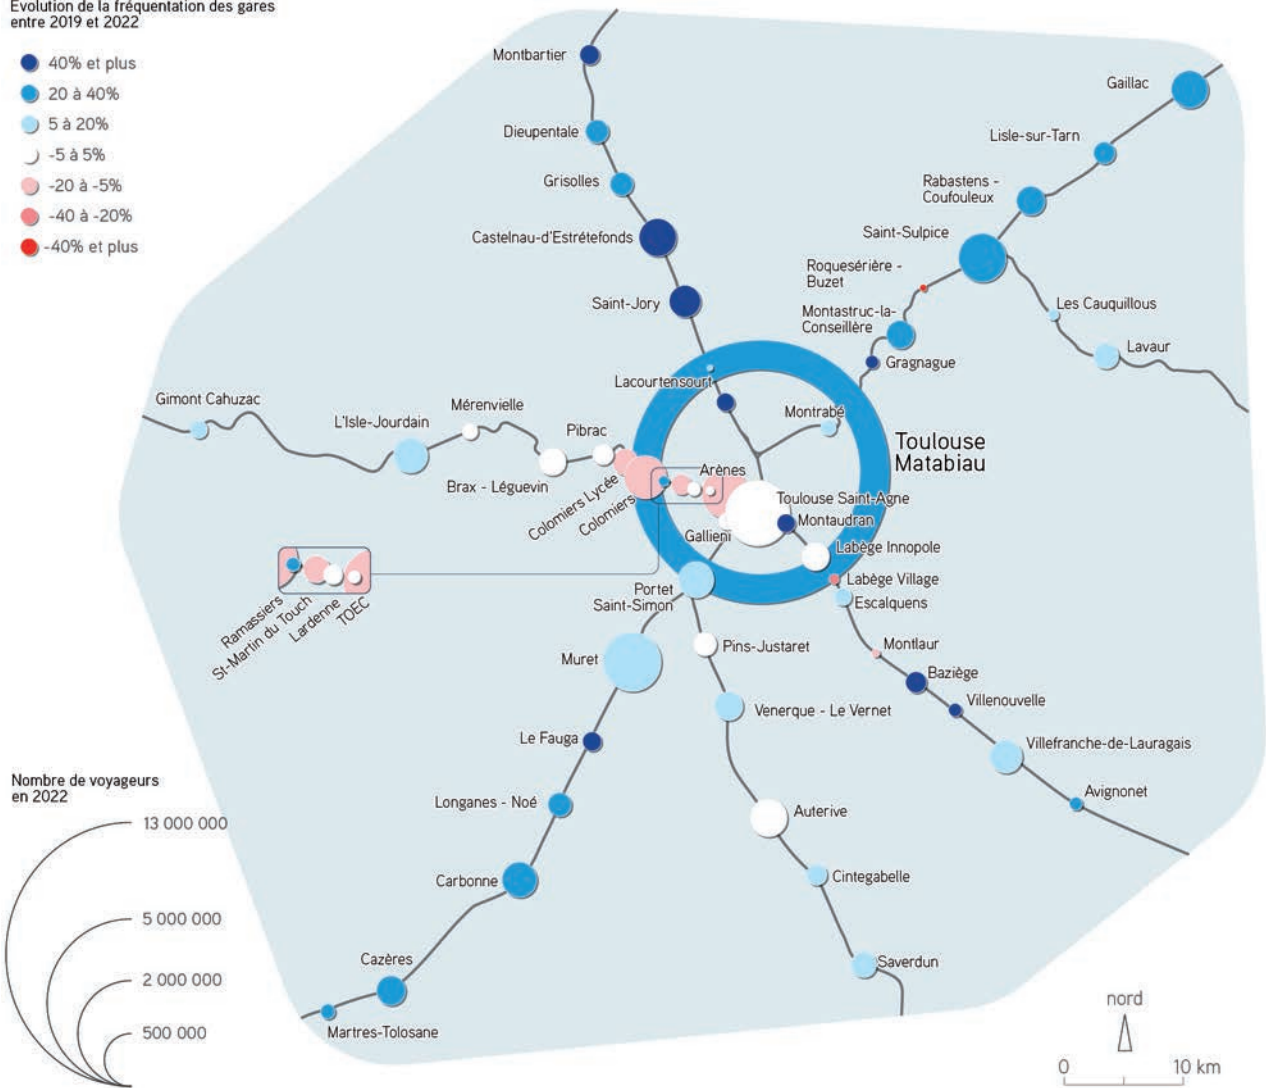 Evolution de la fréquentation des gares
entre 2019 et 2022
40% et plus
20 à 40%
5 à 20%
-5 à 5%
-20 à -5%
-40 à -20%
-40% et plus
Montbartier
Dieupentale
Grisolles
Castelnau-d'Estrétefonds
Saint-Jory
Lacourtensourt
Gaillac
Lisle-sur-Tarn
Rabastens -
Coufouleux
Saint-Sulpice
Roquesérière -
Buzet
Montastruc-la-
Conseillère
Gragnague
Les Cauquillous
Lavaur
Montrabé
Toulouse
Matabiau
Gimont Cahuzac
L'Isle-Jourdain
Mérenvielle
Brax - Léguevin
Pibrac
Colomiers Lycée
Colomiers
Arènes
Toulouse Saint-Agne
Montaudran
Gallieni
Labège Innopole
Labège Village
Escalquens
Ramassiers
St-Martin du Touch
Lardenne
TOEC
Portet
Saint-Simon
Muret
Pins-Justaret
Montlaur
Baziège
Villenouvelle
Venerque - Le Vernet
Le Fauga
Villefranche-de-Lauragais
Avignonet
Longanes - Noé
Auterive
Carbonne
Cintegabelle
Cazères
Saverdun
Martres-Tolosane
Nombre de voyageurs
en 2022
13 000 000
5 000 000
2 000 000
500 000
nord
0 10 km